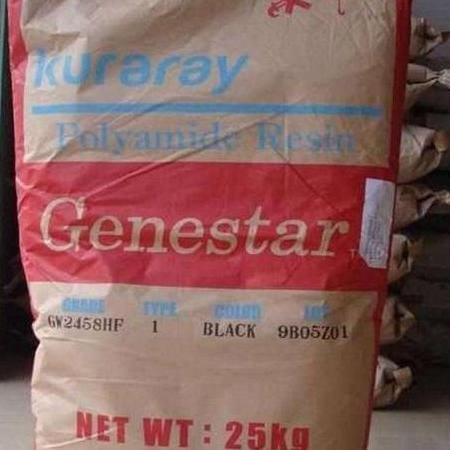 kuraray
Polyamide Resin
Genestar
GRADE TYPE COLOR LOT
GW2458HF 1 BLACK 9B05Z01
NET WT: 25kg